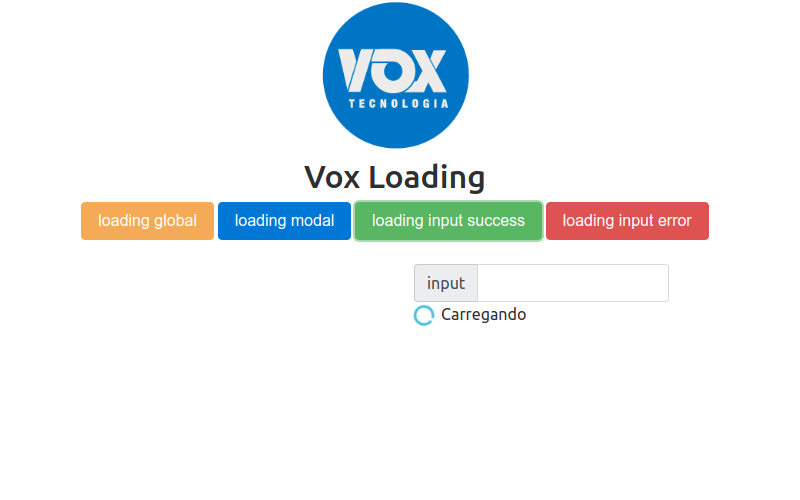 VOX
TECNOLOGIA
Vox Loading
loading global loading modal loading input success loading input error
input
Carregando